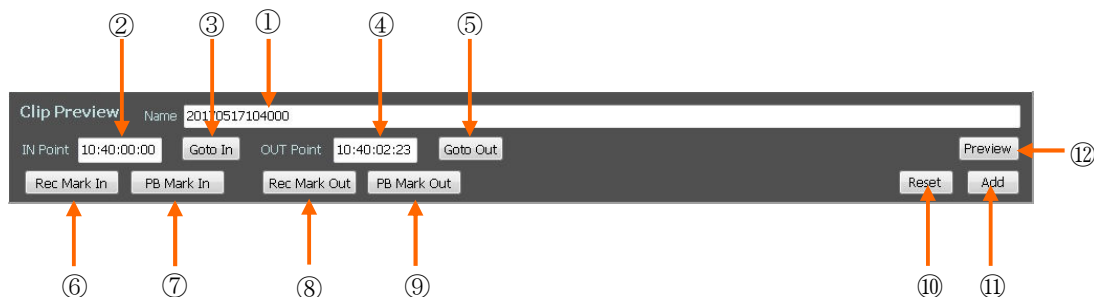 ② ③ ① ④ ⑤
Clip Preview Name 20170517104000
IN Point 10:40:00:00 Goto In OUT Point 10:40:02:23 Goto Out Preview ⑫
Rec Mark In PB Mark In Rec Mark Out PB Mark Out Reset Add
⑥ ⑦ ⑧ ⑨ ⑩ ⑪